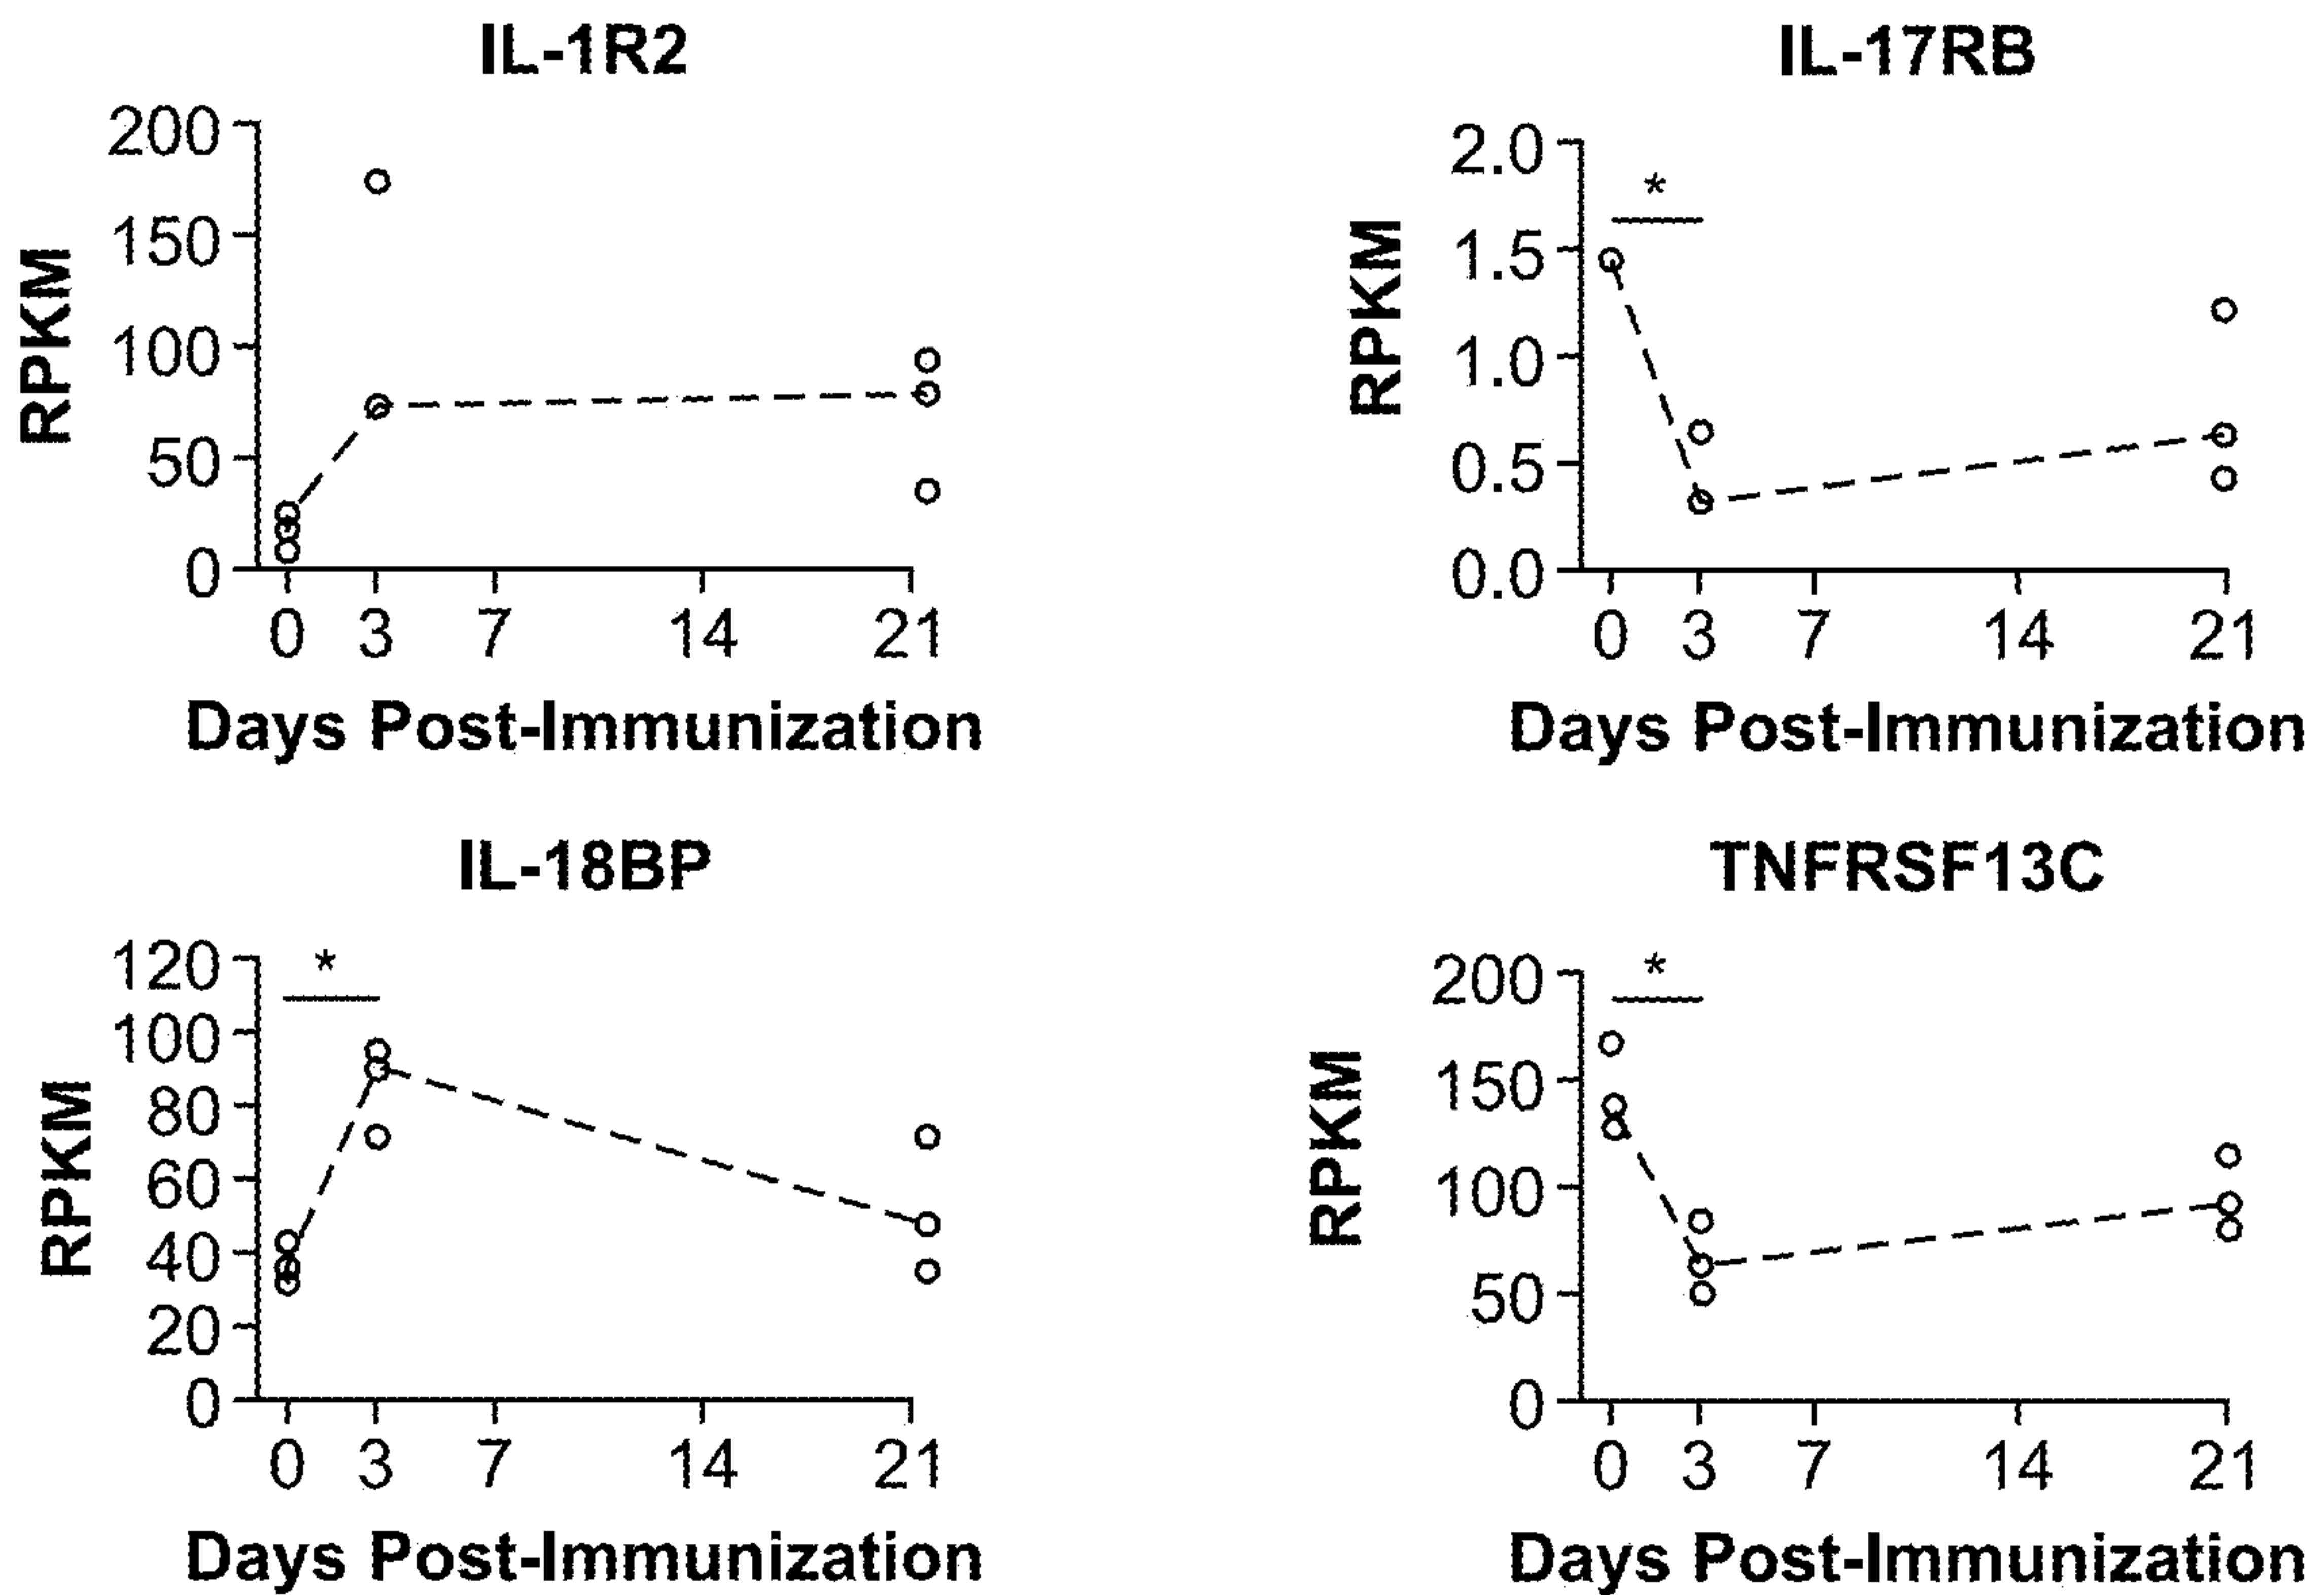 IL-1R2
200
150
100
50
0
RPKM
0 3 7 14 21
Days Post-Immunization
IL-17RB
2.0
1.5
1.0
0.5
0.0
RPKM
*
0 3 7 14 21
Days Post-Immunization
IL-18BP
120
100
80
60
40
20
0
RPKM
*
0 3 7 14 21
Days Post-Immunization
TNFRSF13C
200
150
100
50
0
RPKM
*
0 3 7 14 21
Days Post-Immunization